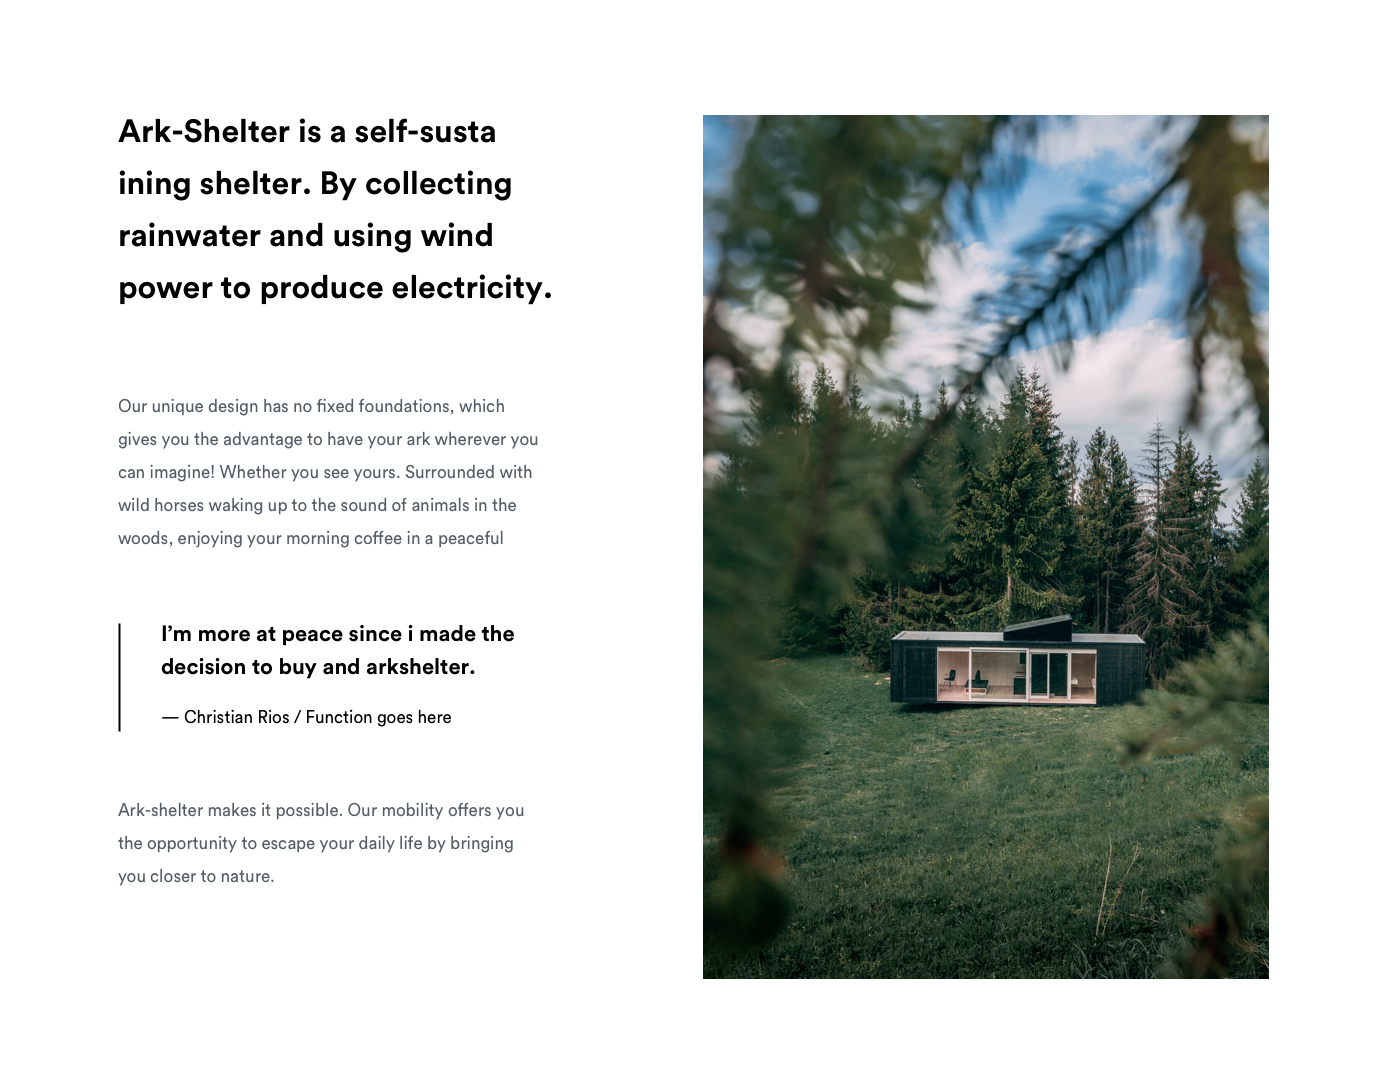 Ark-Shelter is a self-susta
ining shelter. By collecting
rainwater and using wind
power to produce electricity.
Our unique design has no fixed foundations, which
gives you the advantage to have your ark wherever you
can imagine! Whether you see yours. Surrounded with
wild horses waking up to the sound of animals in the
woods, enjoying your morning coffee in a peaceful
I’m more at peace since i made the
decision to buy and arkshelter.
— Christian Rios / Function goes here
Ark-shelter makes it possible. Our mobility offers you
the opportunity to escape your daily life by bringing
you closer to nature.